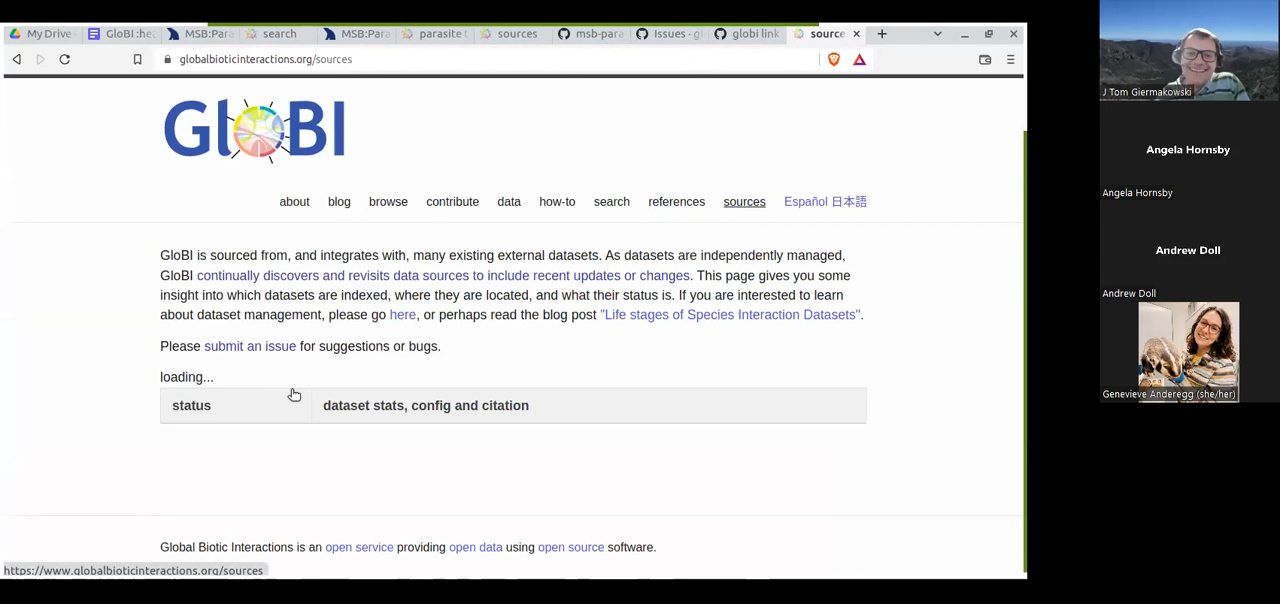 My Drive
GloBI :he
MSB:Para
search
MSB:Para
parasite
sources
msb-para
Issues · g
globi link
source
globalbioticinteractions.org/sources
GloBI
about blog browse contribute data how-to search references sources Español 日本語
GloBI is sourced from, and integrates with, many existing external datasets. As datasets are independently managed,
GloBI continually discovers and revisits data sources to include recent updates or changes. This page gives you some
insight into which datasets are indexed, where they are located, and what their status is. If you are interested to learn
about dataset management, please go here, or perhaps read the blog post "Life stages of Species Interaction Datasets".
Please submit an issue for suggestions or bugs.
loading...
status dataset stats, config and citation
Global Biotic Interactions is an open service providing open data using open source software.
https://www.globalbioticinteractions.org/sources
J Tom Giermakowski
Angela Hornsby
Angela Hornsby
Andrew Doll
Andrew Doll
Genevieve Anderegg (she/her)